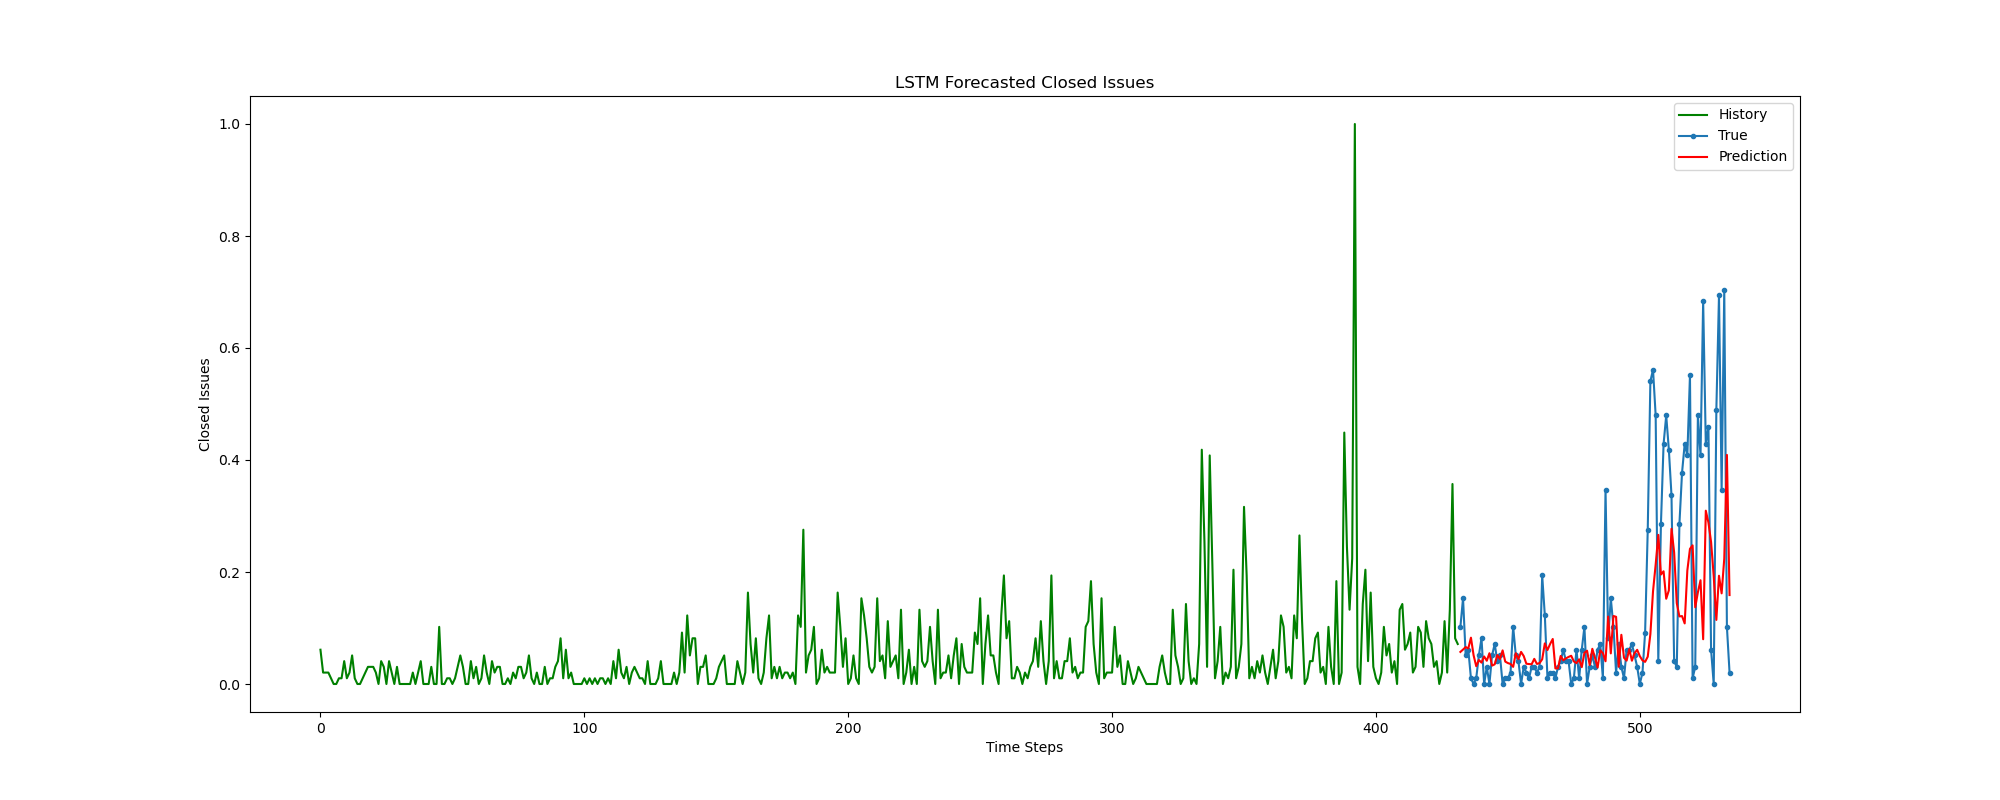 LSTM Forecasted Closed Issues
History
True
Prediction
1.0
0.8
0.6
0.4
0.2
0.0
Closed Issues
0
100
200
300
400
500
Time Steps